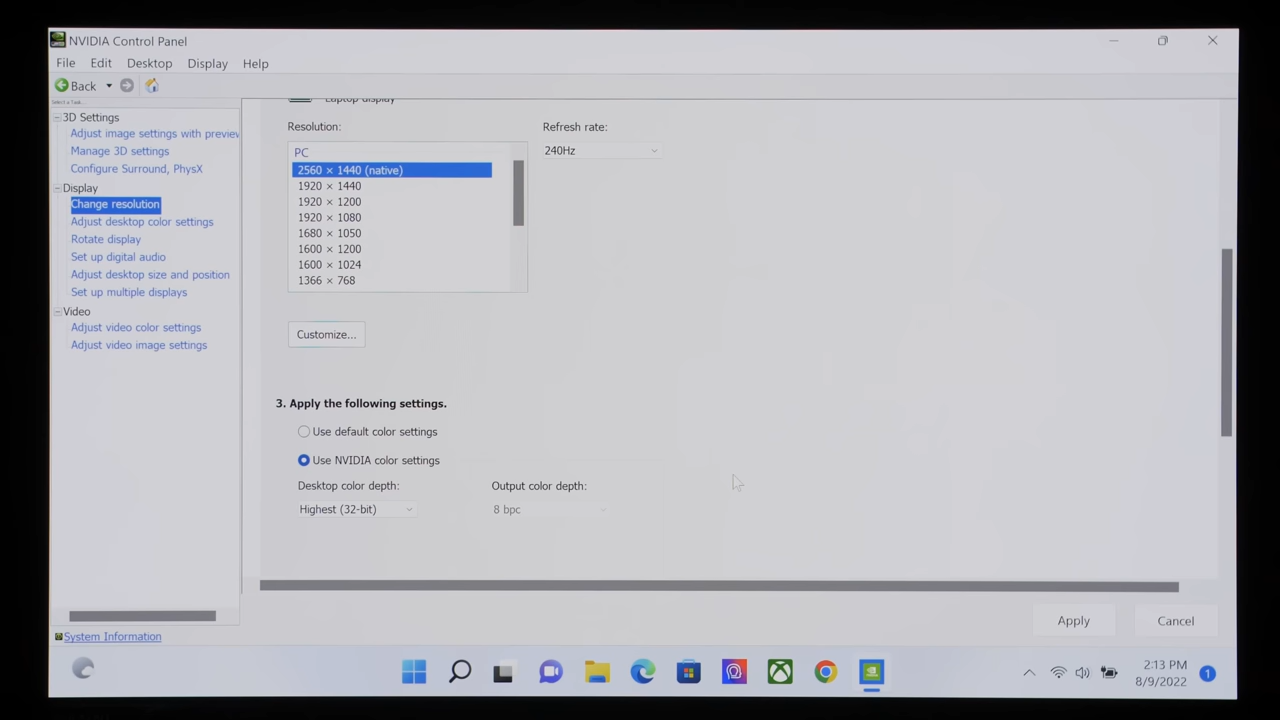 NVIDIA Control Panel
File Edit Desktop Display Help
Back
Select a Task...
3D Settings
Adjust image settings with preview
Manage 3D settings
Configure Surround, PhysX
Display
Change resolution
Adjust desktop color settings
Rotate display
Set up digital audio
Adjust desktop size and position
Set up multiple displays
Video
Adjust video color settings
Adjust video image settings
System Information
Laptop display
Resolution:
Refresh rate:
PC
240Hz
2560 × 1440 (native)
1920 × 1440
1920 × 1200
1920 × 1080
1680 × 1050
1600 × 1200
1600 × 1024
1366 × 768
Customize...
3. Apply the following settings.
Use default color settings
Use NVIDIA color settings
Desktop color depth:
Output color depth:
Highest (32-bit)
8 bpc
Apply
Cancel
2:13 PM
8/9/2022
1